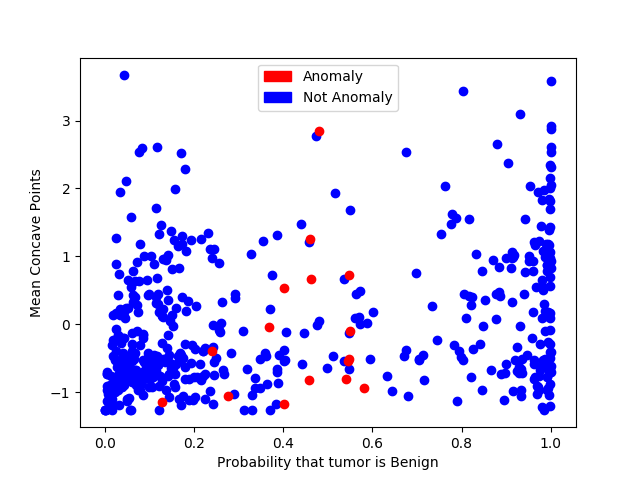 Anomaly
Not Anomaly
Mean Concave Points
3
2
1
0
−1
0.0 0.2 0.4 0.6 0.8 1.0
Probability that tumor is Benign